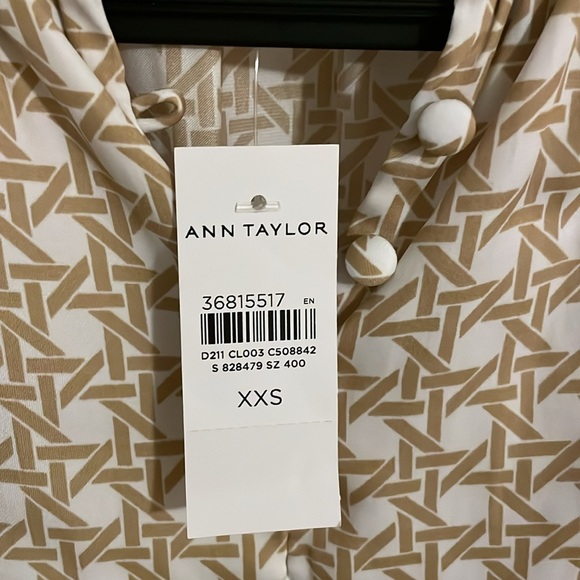 ANN TAYLOR
36815517 EN
D211 CL003 C508842
S 828479 SZ 400
XXS